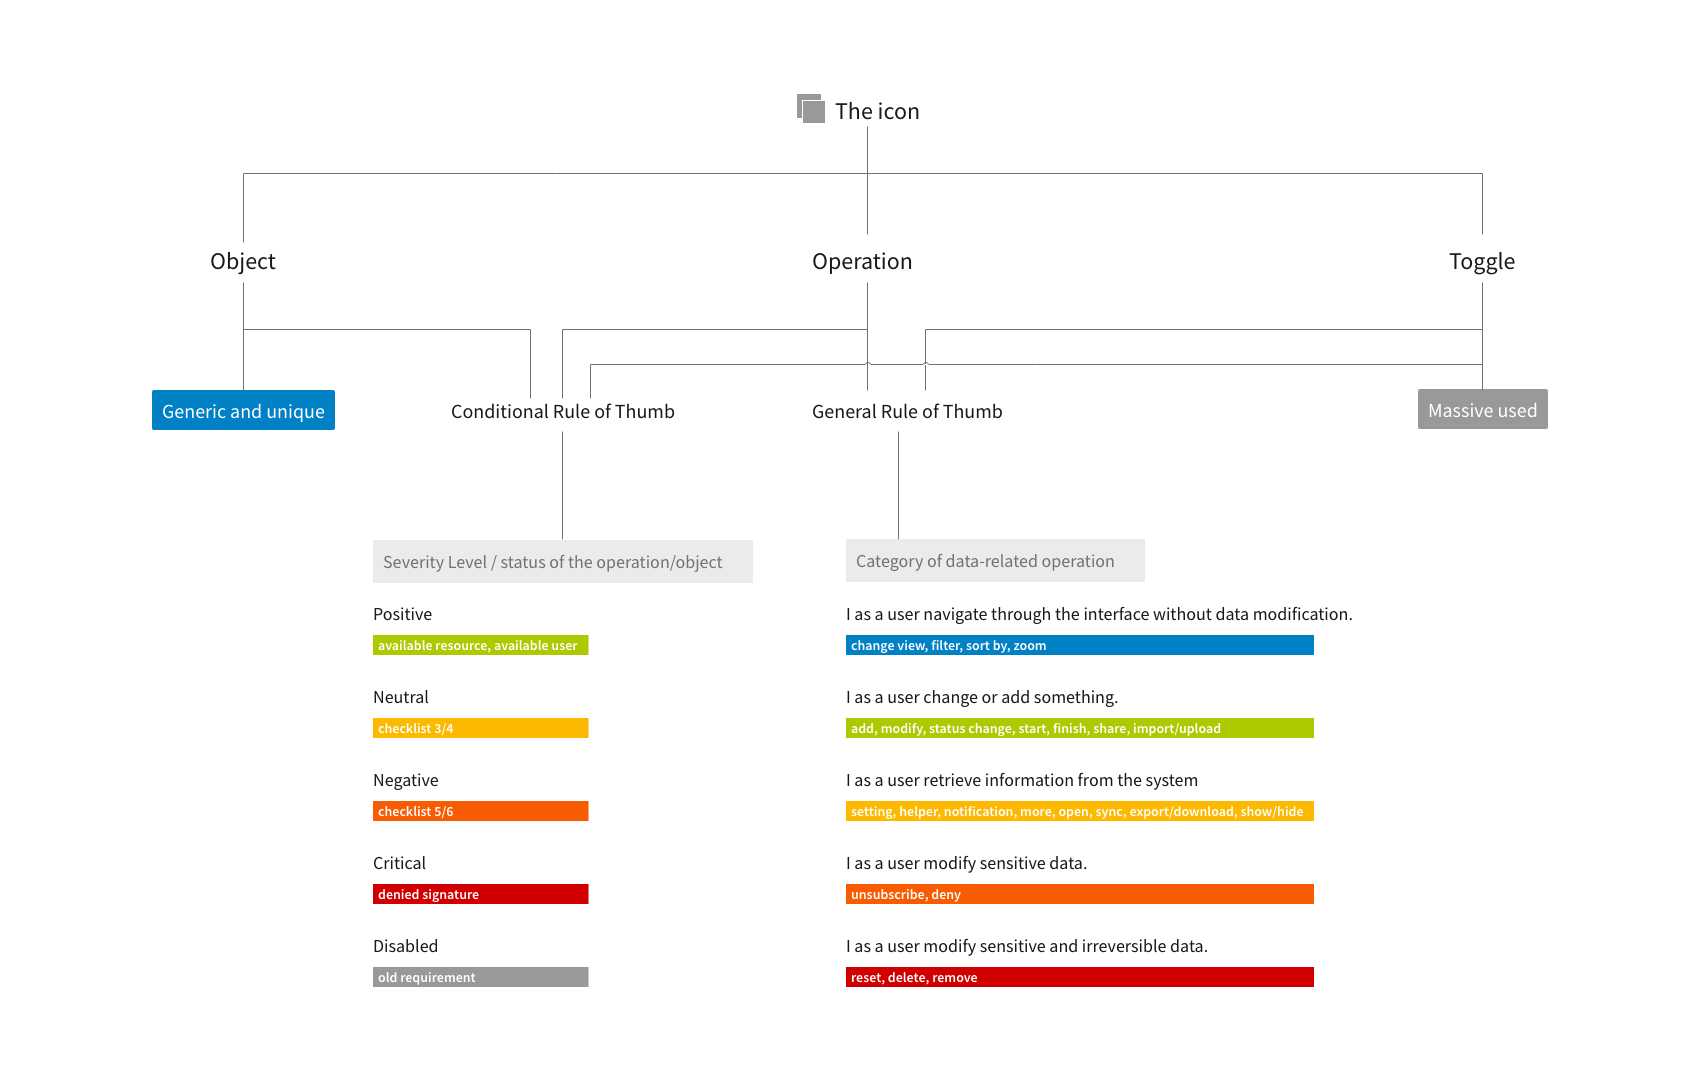 The icon
Object
Operation
Toggle
Generic and unique
Conditional Rule of Thumb
General Rule of Thumb
Massive used
Severity Level / status of the operation/object
Positive
available resource, available user
Neutral
checklist 3/4
Negative
checklist 5/6
Critical
denied signature
Disabled
old requirement
Category of data-related operation
I as a user navigate through the interface without data modification.
change view, filter, sort by, zoom
I as a user change or add something.
add, modify, status change, start, finish, share, import/upload
I as a user retrieve information from the system
setting, helper, notification, more, open, sync, export/download, show/hide
I as a user modify sensitive data.
unsubscribe, deny
I as a user modify sensitive and irreversible data.
reset, delete, remove